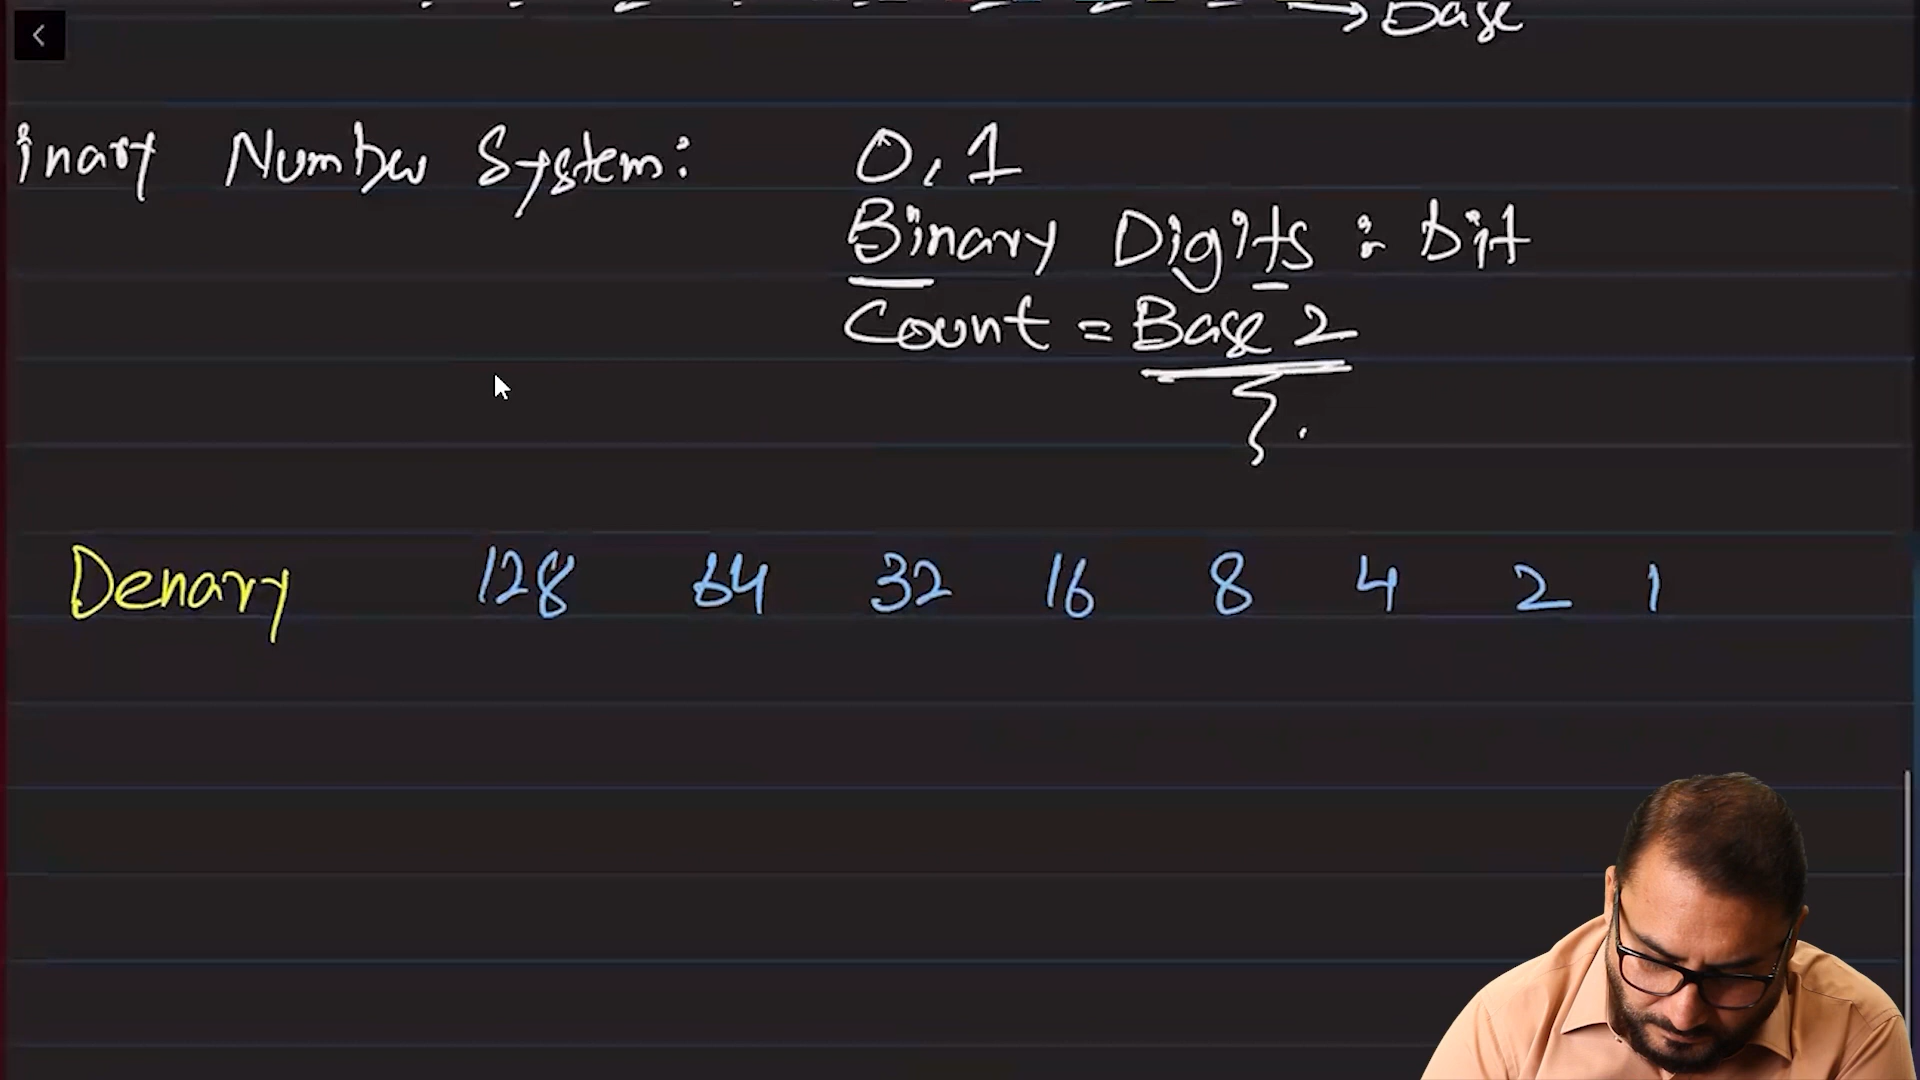 Base
inary Number System: 0, 1
Binary Digits : bit
Count = Base 2
Denary 128 64 32 16 8 4 2 1